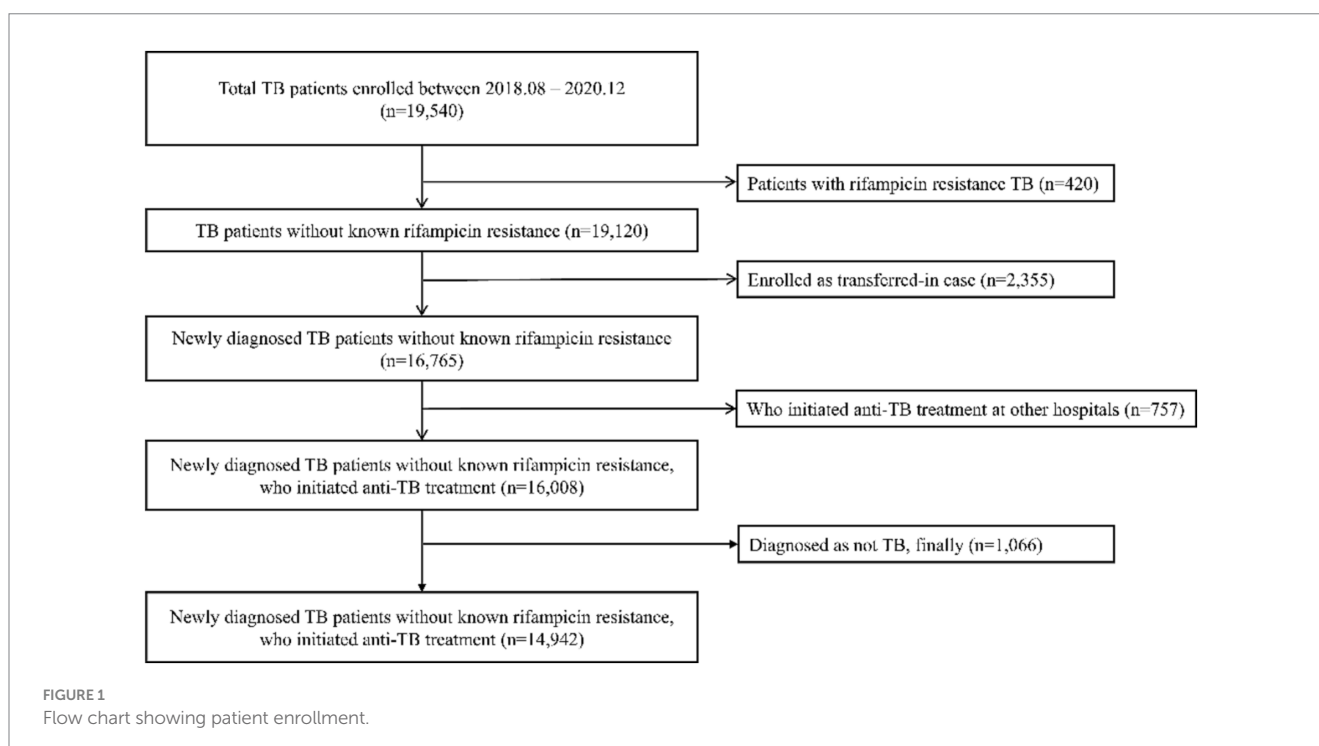 Total TB patients enrolled between 2018.08 – 2020.12
(n=19,540)
Patients with rifampicin resistance TB (n=420)
TB patients without known rifampicin resistance (n=19,120)
Enrolled as transferred-in case (n=2,355)
Newly diagnosed TB patients without known rifampicin resistance
(n=16,765)
Who initiated anti-TB treatment at other hospitals (n=757)
Newly diagnosed TB patients without known rifampicin resistance,
who initiated anti-TB treatment (n=16,008)
Diagnosed as not TB, finally (n=1,066)
Newly diagnosed TB patients without known rifampicin resistance,
who initiated anti-TB treatment (n=14,942)
FIGURE 1
Flow chart showing patient enrollment.